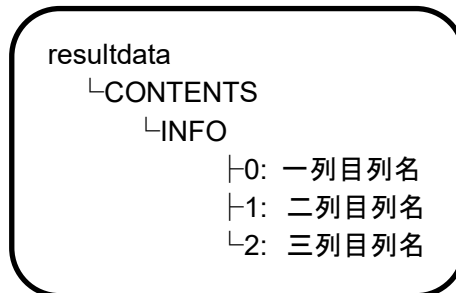 resultdata
└CONTENTS
└INFO
├0: 一列目列名
├1: 二列目列名
└2: 三列目列名